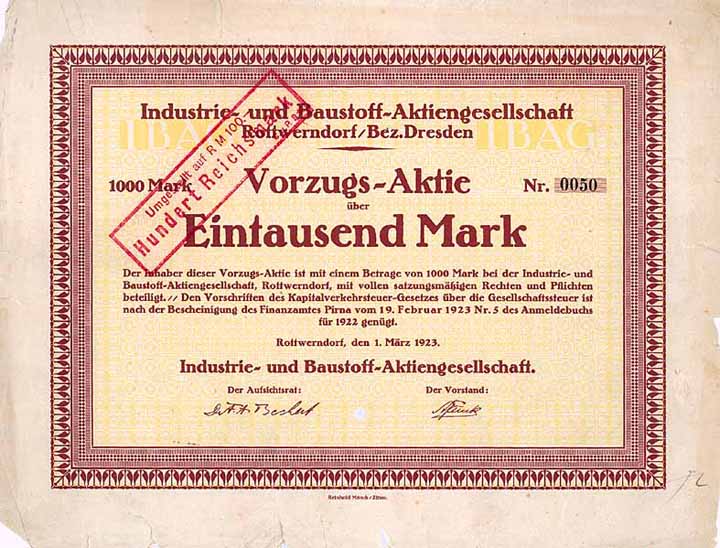 Industrie- und Baustoff-Aktiengesellschaft
Rottwerndorf/Bez.Dresden
IBAG IBAG
1000 Mark Vorzugs-Aktie Nr. 0050
über
Eintausend Mark
Umgestellt auf R M 100.-
Hundert Reichsmark
Der Inhaber dieser Vorzugs-Aktie ist mit einem Betrage von 1000 Mark bei der Industrie- und
Baustoff-Aktiengesellschaft, Rottwerndorf, mit vollen satzungsmäßigen Rechten und Pflichten
beteiligt. // Den Vorschriften des Kapitalverkehrsteuer-Gesetzes über die Gesellschaftssteuer ist
nach der Bescheinigung des Finanzamtes Pirna vom 19. Februar 1923 Nr. 5 des Anmeldebuchs
für 1922 genügt.
Rottwerndorf, den 1. März 1923.
Industrie- und Baustoff-Aktiengesellschaft.
Der Aufsichtsrat: Der Vorstand:
Reinhold Münch / Zittau.